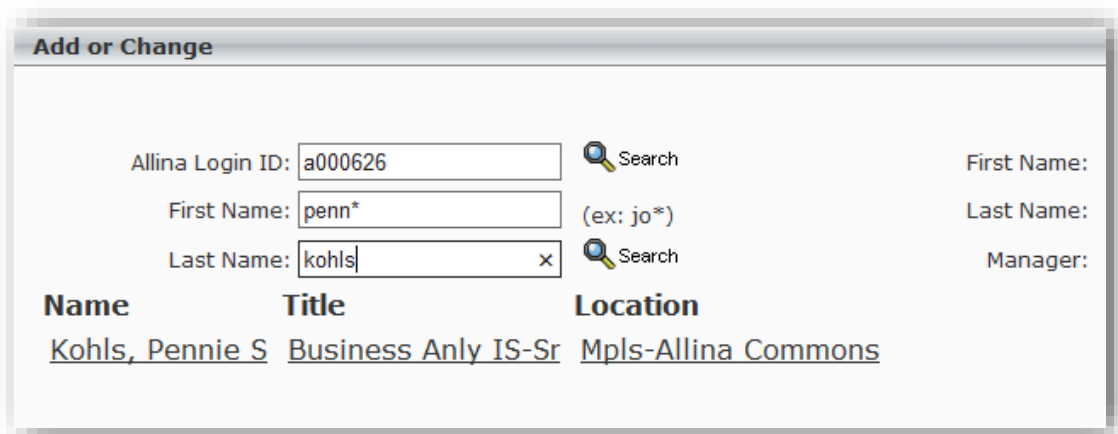 Add or Change
Allina Login ID: a000626 Search First Name:
First Name: penn* (ex: jo*) Last Name:
Last Name: kohls × Search Manager:
Name Title Location
Kohls, Pennie S Business Anly IS-Sr Mpls-Allina Commons